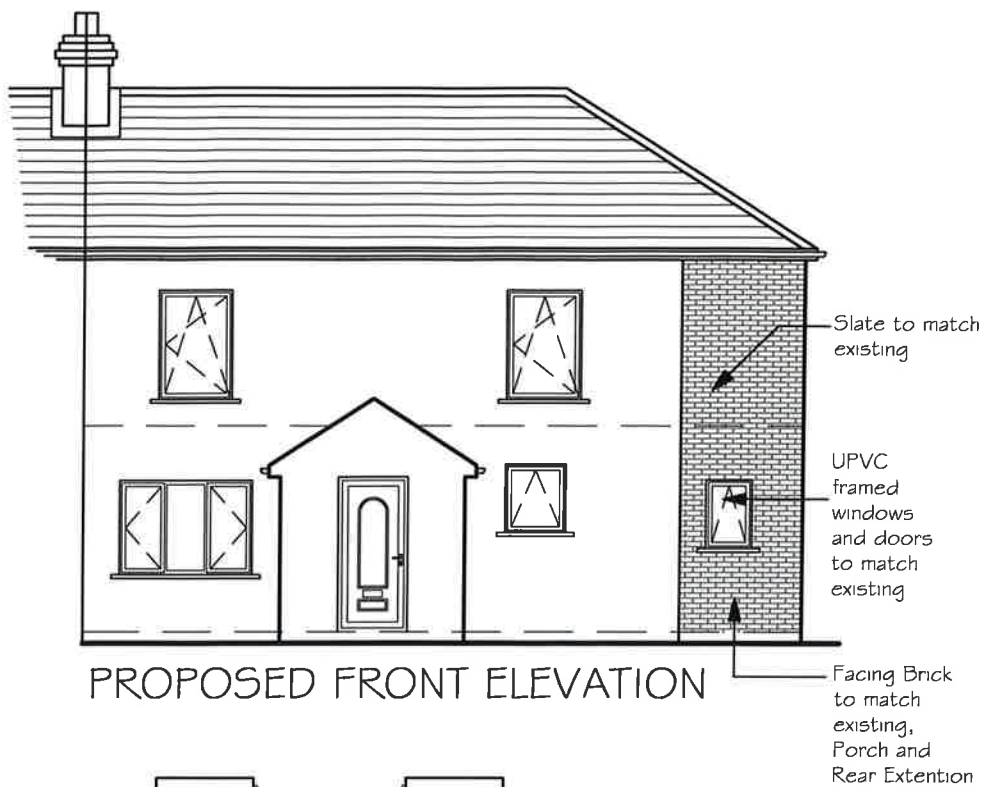 Slate to match
existing
UPVC
framed
windows
and doors
to match
existing
PROPOSED FRONT ELEVATION
Facing Brick
to match
existing,
Porch and
Rear Extention